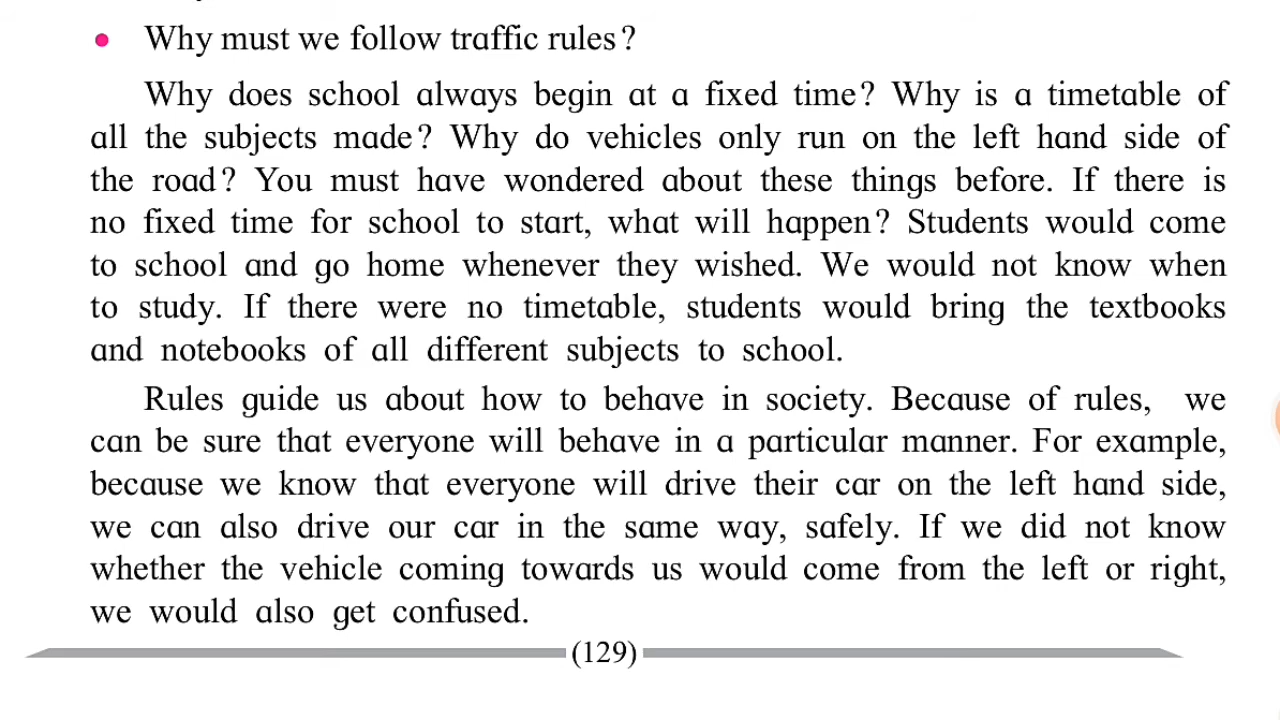 • Why must we follow traffic rules?
Why does school always begin at a fixed time? Why is a timetable of
all the subjects made? Why do vehicles only run on the left hand side of
the road? You must have wondered about these things before. If there is
no fixed time for school to start, what will happen? Students would come
to school and go home whenever they wished. We would not know when
to study. If there were no timetable, students would bring the textbooks
and notebooks of all different subjects to school.
Rules guide us about how to behave in society. Because of rules, we
can be sure that everyone will behave in a particular manner. For example,
because we know that everyone will drive their car on the left hand side,
we can also drive our car in the same way, safely. If we did not know
whether the vehicle coming towards us would come from the left or right,
we would also get confused.
(129)